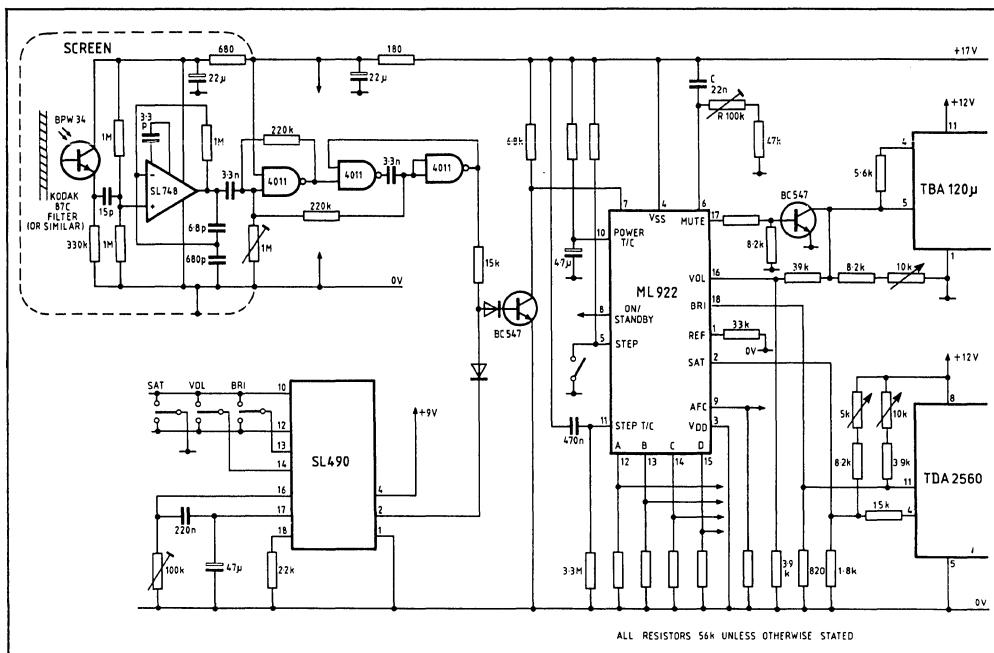 SCREEN
680
180
+17V
22μ
22μ
C
22n
R 100k
47k
+12V
11
BPW 34
3·3
p
1M
1M
220k
6·8k
4
5·6k
TBA 120μ
3·3n
4011
4011
3·3n
4011
SL748
-
+
7
4
6
BC547
5
VSS
MUTE
17
KODAK
87C
FILTER
(OR SIMILAR)
15p
220k
POWER
T/C
10
8·2k
330k
1M
6·8p
1M
47μ
VOL
16
39k
8·2k
10k
1
680p
15k
ML 922
BRI
18
0V
8
ON/
STANDBY
REF
1
33k
0V
BC547
5
STEP
SAT
2
+12V
SAT
VOL
BRI
10
+9V
AFC
9
5k
10k
8
12
11
STEP T/C
VDD
3
13
470n
A
B
C
D
8·2k
3·9k
14
SL490
12
13
14
15
11
TDA 2560
16
4
15k
4
17
2
220n
18
1
100k
47μ
2·2k
3·3M
3·9
k
820
1·8k
5
0V
ALL RESISTORS 56k UNLESS OTHERWISE STATED